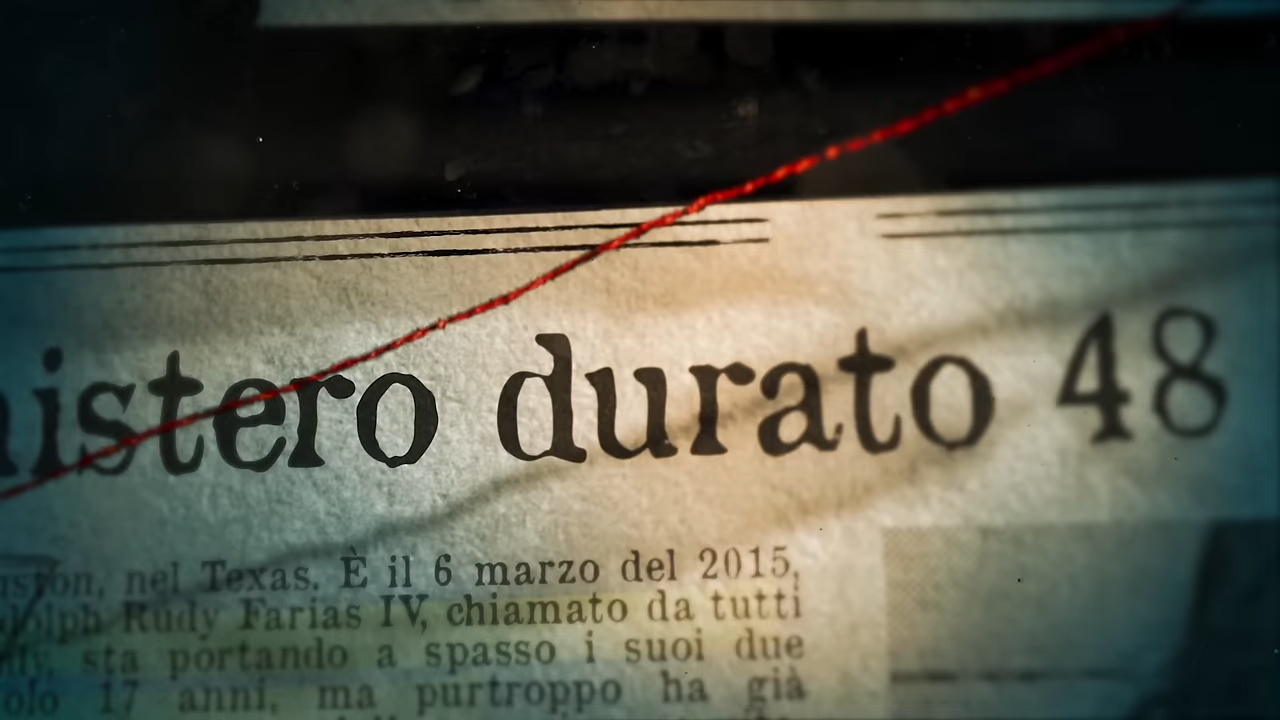 istero durato 48
nel Texas. È il 6 marzo del 2015,
Rudy Farias IV, chiamato da tutti
sta portando a spasso i suoi due
17 anni, ma purtroppo ha già